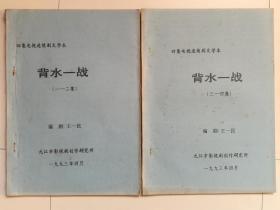 四集电视连续剧文学本
背水一战
（一一二集）
编剧：王一民
九江市影视剧创作研究所
一九九三年四月
四集电视连续剧文学本
背水一战
（三一四集）
编剧：王一民
九江市影视剧创作研究所
一九九三年四月